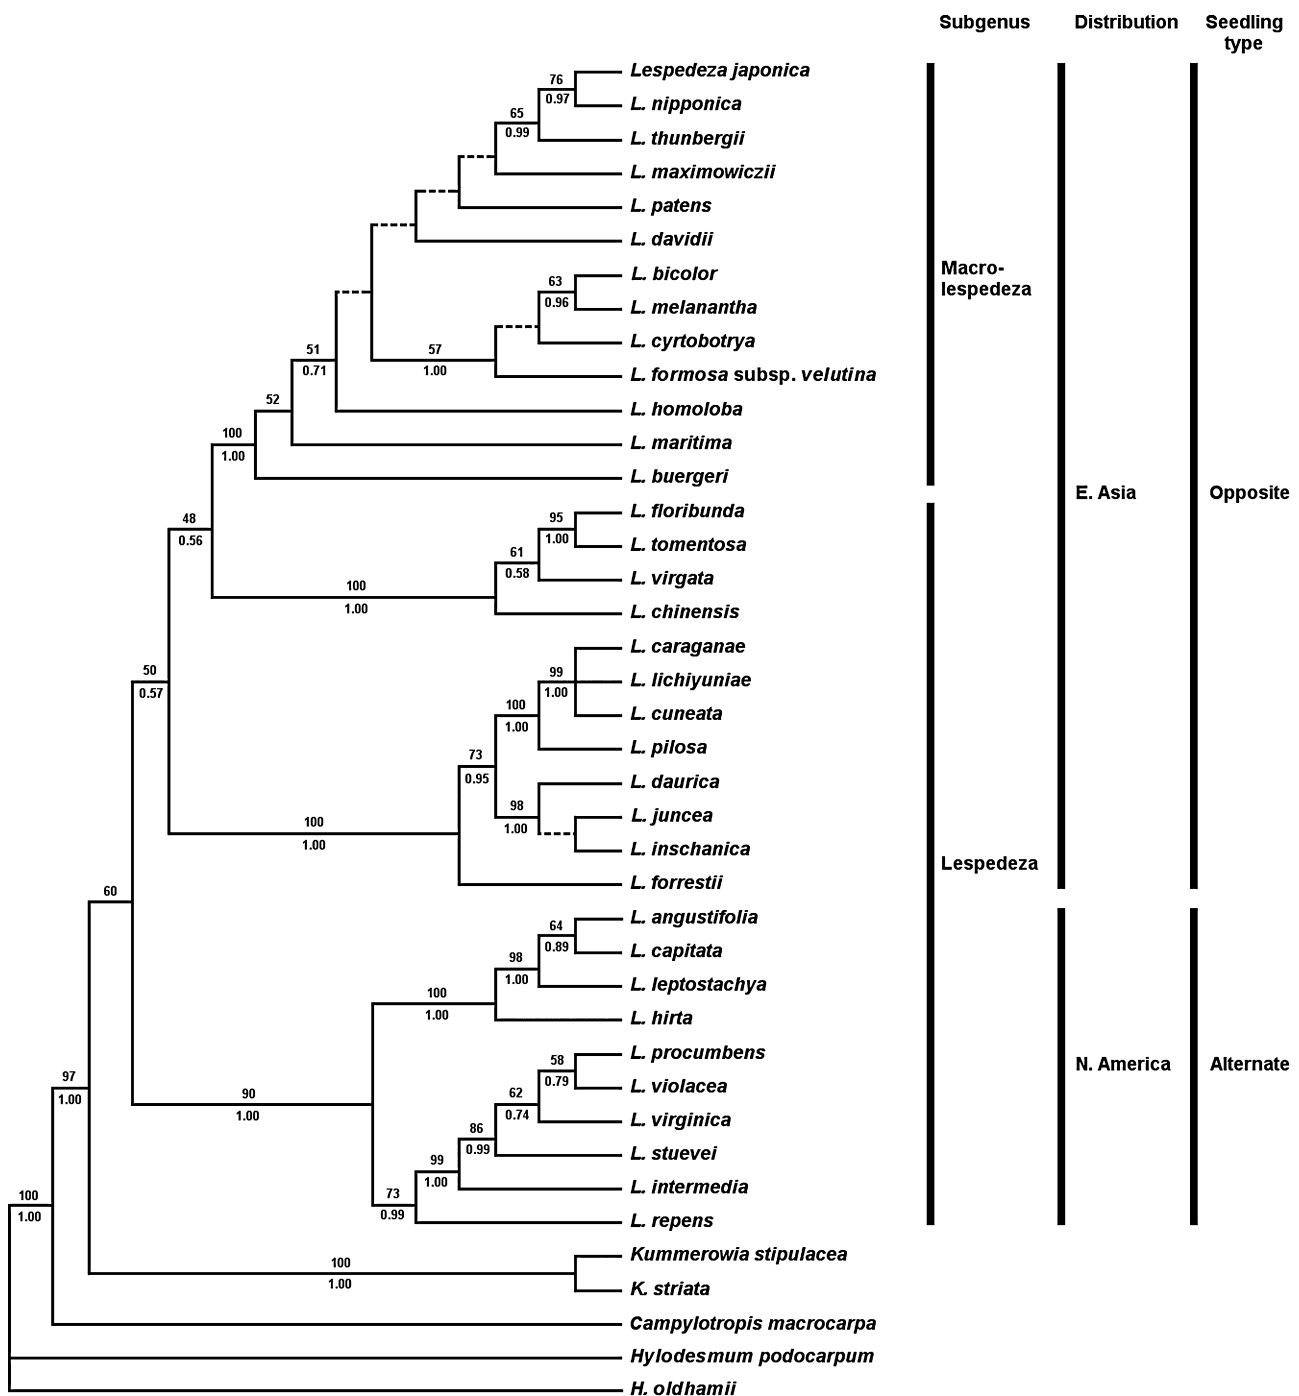 Subgenus Distribution Seedling
type
Lespedeza japonica
76
0.97
L. nipponica
65
0.99
L. thunbergii
L. maximowiczii
L. patens
L. davidii
Macro-
lespedeza
L. bicolor
63
0.96
L. melanantha
L. cyrtobotrya
51
0.71
57
1.00
L. formosa subsp. velutina
52
L. homoloba
100
1.00
L. maritima
L. buergeri
E. Asia
Opposite
48
0.56
L. floribunda
95
1.00
L. tomentosa
61
0.58
L. virgata
100
1.00
L. chinensis
50
0.57
L. caraganae
99
1.00
L. lichiyuniae
100
1.00
L. cuneata
L. pilosa
73
0.95
L. daurica
98
1.00
L. juncea
100
1.00
L. inschanica
Lespedeza
L. forrestii
60
L. angustifolia
64
0.89
L. capitata
98
1.00
L. leptostachya
100
1.00
L. hirta
L. procumbens
58
0.79
N. America
Alternate
97
1.00
L. violacea
90
1.00
62
0.74
L. virginica
86
0.99
L. stuevei
99
1.00
L. intermedia
100
1.00
73
0.99
L. repens
Kummerowia stipulacea
100
1.00
K. striata
Campylotropis macrocarpa
Hylodesmum podocarpum
H. oldhamii